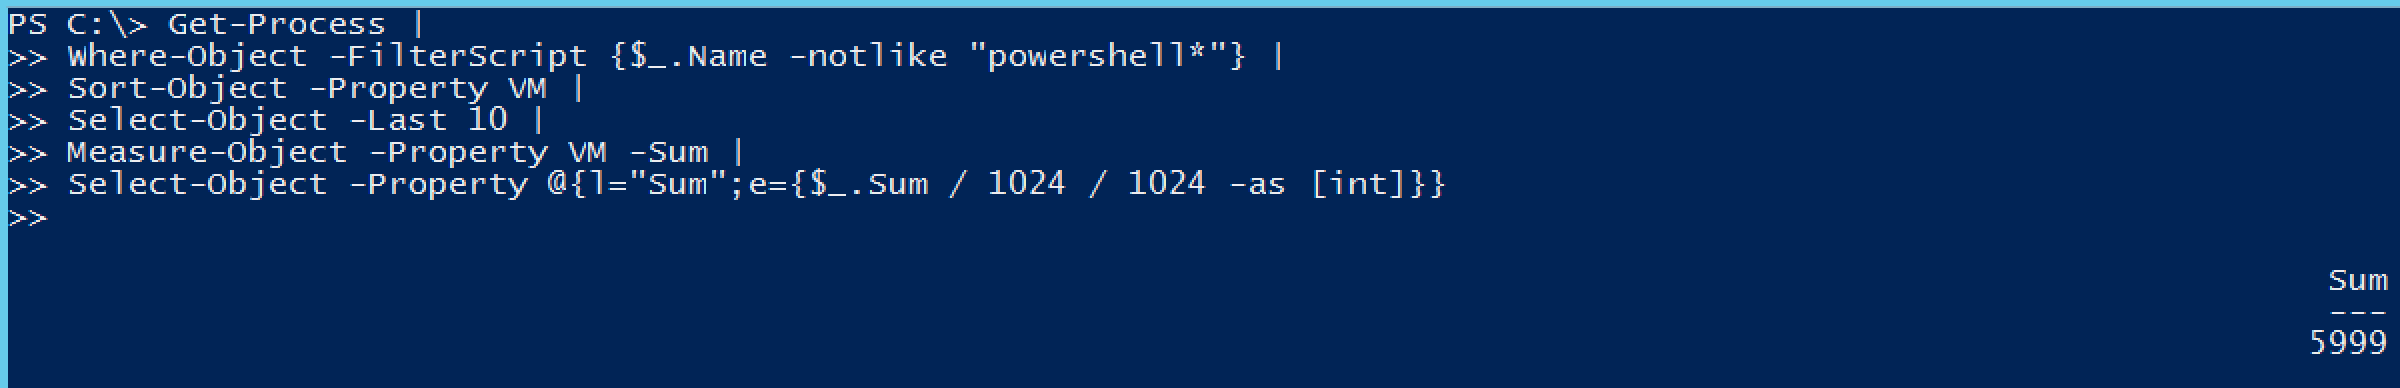 PS C:\> Get-Process |
>> Where-Object -FilterScript {$_.Name -notlike "powershell*"} |
>> Sort-Object -Property VM |
>> Select-Object -Last 10 |
>> Measure-Object -Property VM -Sum |
>> Select-Object -Property @{l="Sum";e={$_.Sum / 1024 / 1024 -as [int]}}
>>
Sum
---
5999